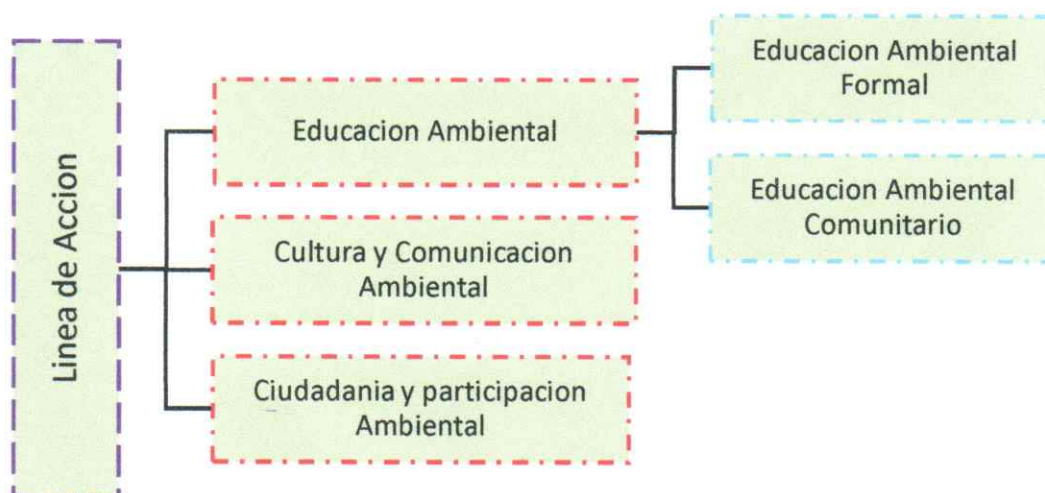 Linea de Accion
Educacion Ambiental
Cultura y Comunicacion
Ambiental
Ciudadania y participacion
Ambiental
Educacion Ambiental
Formal
Educacion Ambiental
Comunitario